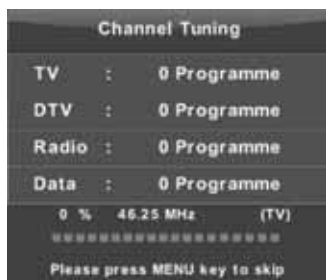 Channel Tuning
TV : 0 Programme
DTV : 0 Programme
Radio : 0 Programme
Data : 0 Programme
0 % 46.25 MHz (TV)
Please press MENU key to skip